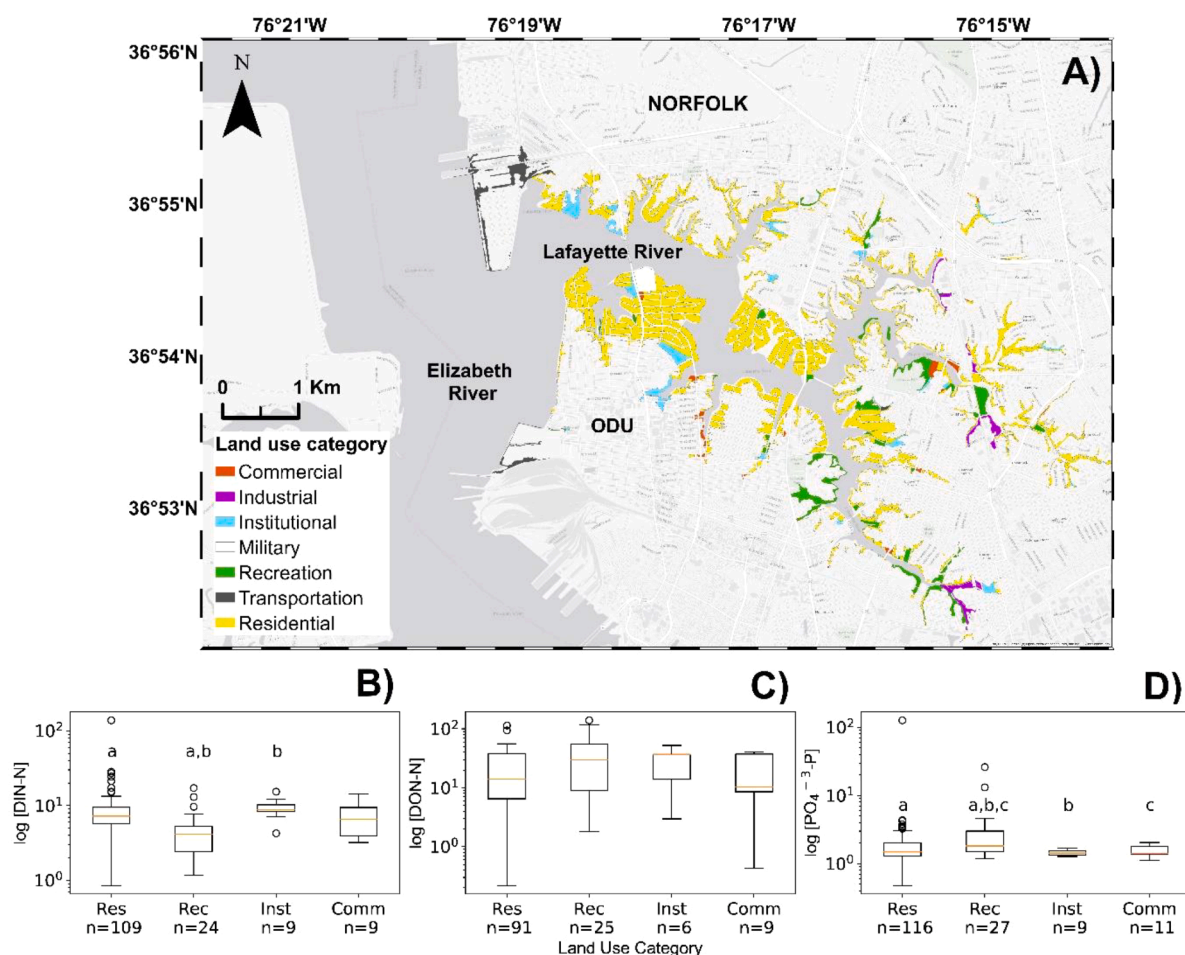 76°21'W 76°19'W 76°17'W 76°15'W
36°56'N
36°55'N
36°54'N
36°53'N
N
A)
NORFOLK
Lafayette River
Elizabeth
River
ODU
0 1 Km
Land use category
Commercial
Industrial
Institutional
Military
Recreation
Transportation
Residential
B)
log [DIN-N]
10²
10¹
10⁰
a a,b b
Res Rec Inst Comm
n=109 n=24 n=9 n=9
C)
log [DON-N]
10²
10¹
10⁰
Res Rec Inst Comm
n=91 n=25 n=6 n=9
Land Use Category
D)
log [PO₄⁻³-P]
10²
10¹
10⁰
a a,b,c b c
Res Rec Inst Comm
n=116 n=27 n=9 n=11